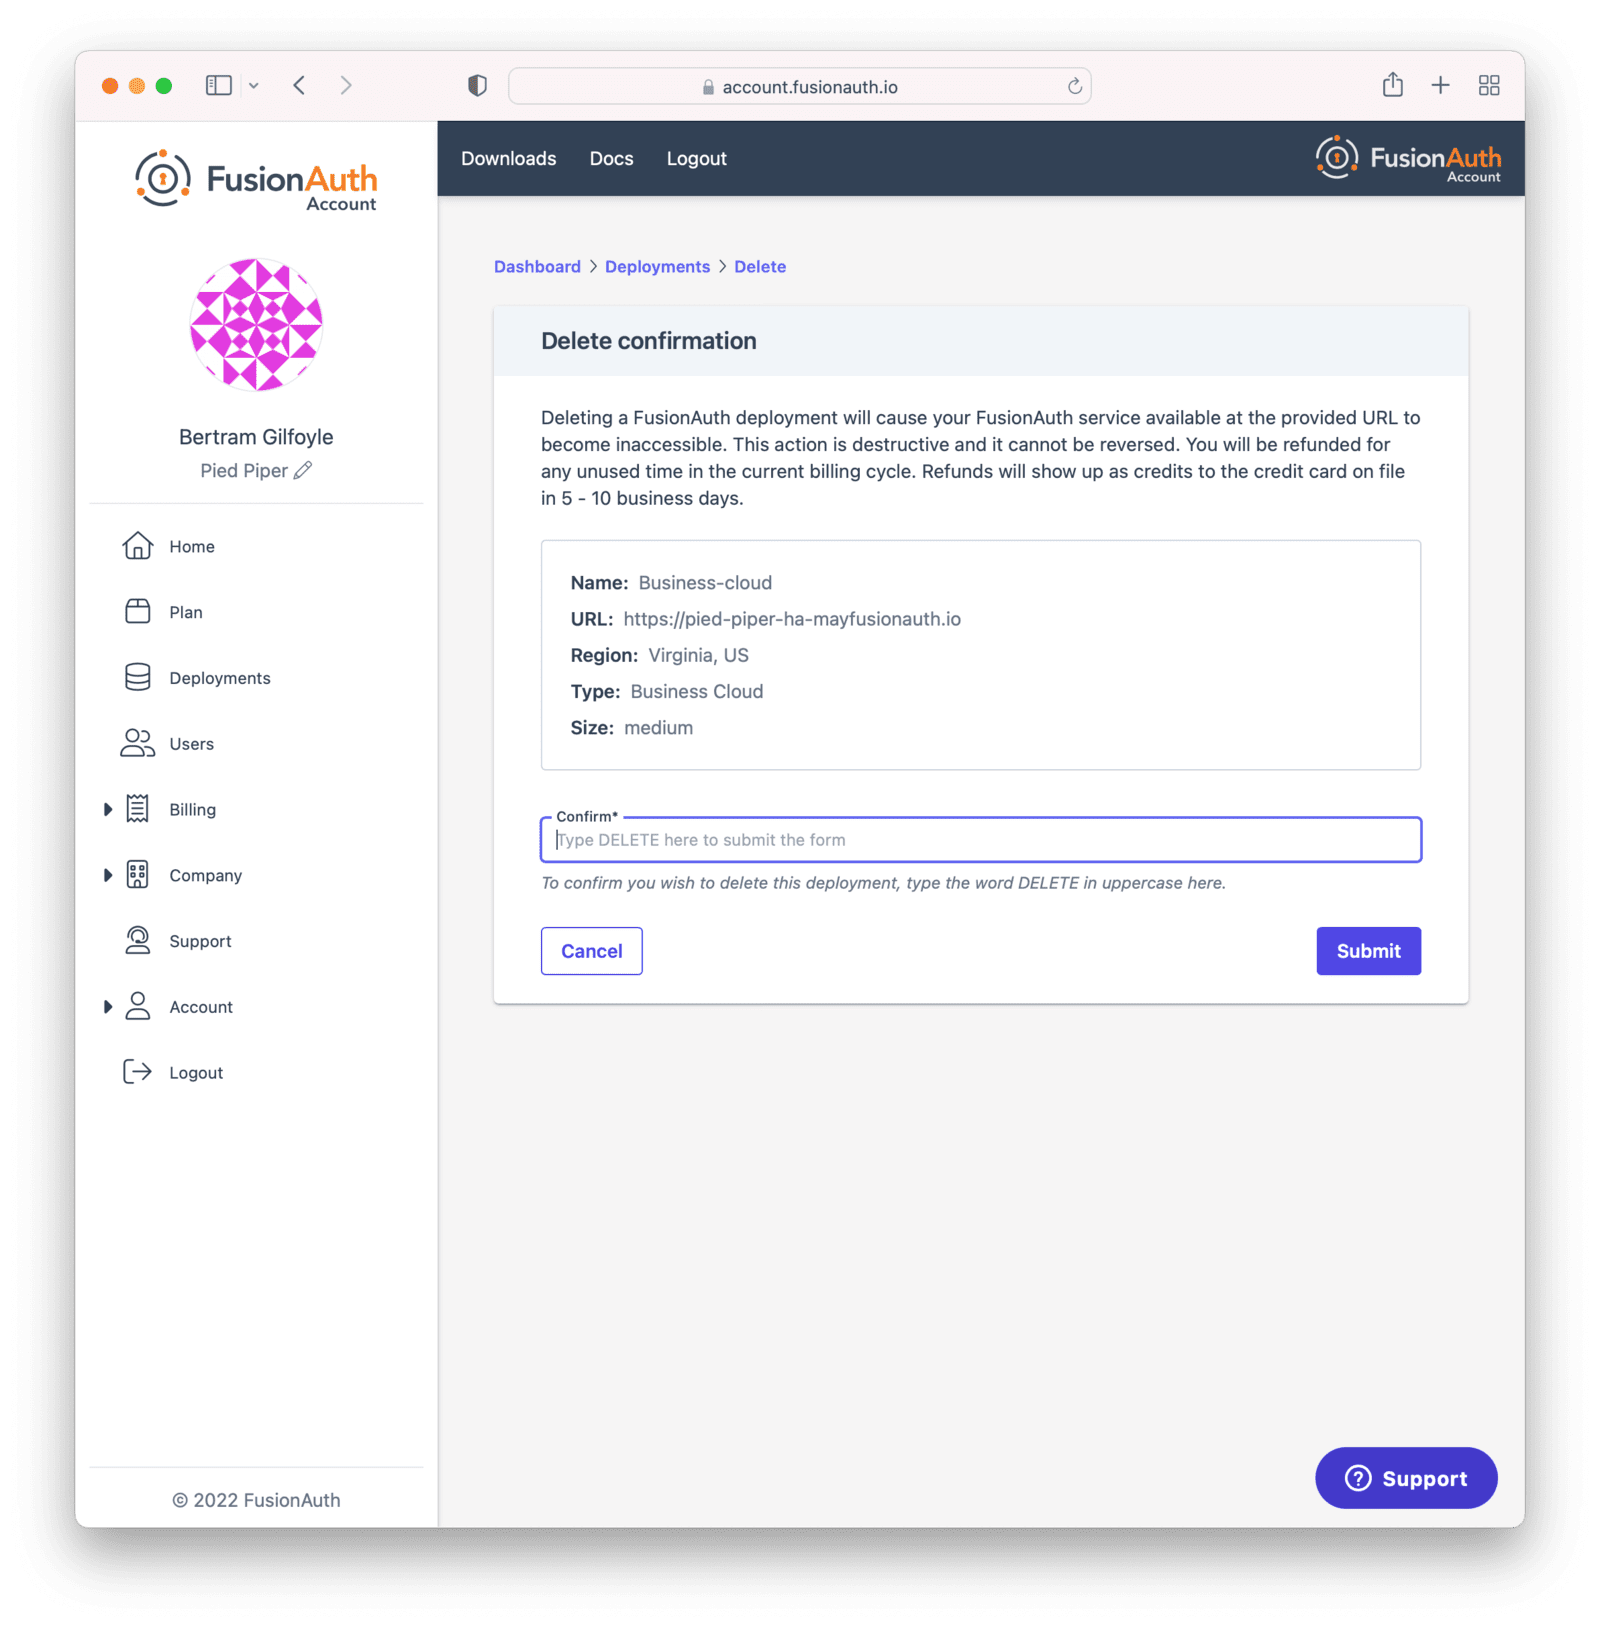 account.fusionauth.io
FusionAuth
Account
Downloads Docs Logout
FusionAuth
Account
Bertram Gilfoyle
Pied Piper
Home
Plan
Deployments
Users
Billing
Company
Support
Account
Logout
© 2022 FusionAuth
Dashboard > Deployments > Delete
Delete confirmation
Deleting a FusionAuth deployment will cause your FusionAuth service available at the provided URL to
become inaccessible. This action is destructive and it cannot be reversed. You will be refunded for
any unused time in the current billing cycle. Refunds will show up as credits to the credit card on file
in 5 - 10 business days.
Name: Business-cloud
URL: https://pied-piper-ha-mayfusionauth.io
Region: Virginia, US
Type: Business Cloud
Size: medium
Confirm*
Type DELETE here to submit the form
To confirm you wish to delete this deployment, type the word DELETE in uppercase here.
Cancel Submit
Support